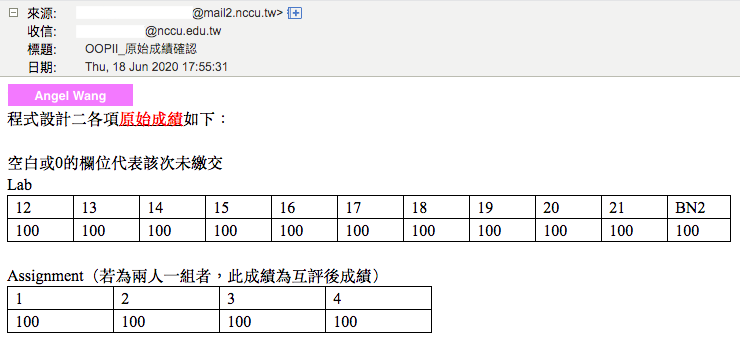 來源: @mail2.nccu.tw>
收信: @nccu.edu.tw
標題: OOPII_原始成績確認
日期: Thu, 18 Jun 2020 17:55:31
Angel Wang
程式設計二各項原始成績如下：
空白或0的欄位代表該次未繳交
Lab
12 13 14 15 16 17 18 19 20 21 BN2
100 100 100 100 100 100 100 100 100 100 100
Assignment（若為兩人一組者，此成績為互評後成績）
1 2 3 4
100 100 100 100